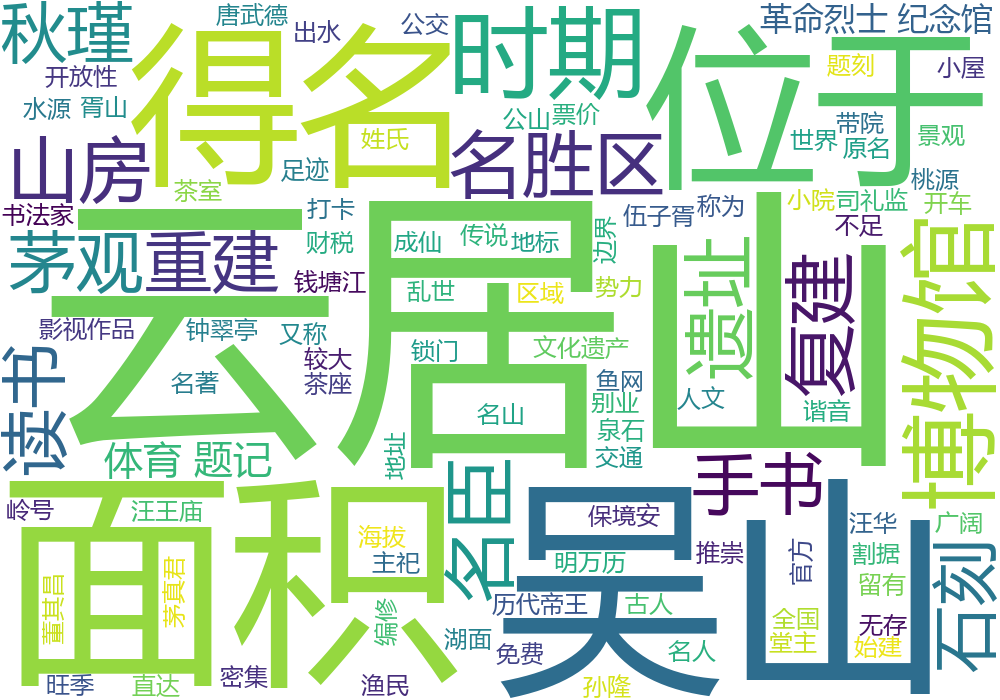 秋瑾
唐武德
出水
公交
时期
革命烈士 纪念馆
开放性
得名
位于
题刻
小屋
水源
胥山
姓氏
公山
票价
世界
带院
原名
景观
山房
足迹
名胜区
茶室
桃源
书法家
打卡
伍子胥
称为
小院
司礼监
开车
不足
茅观
重建
财税
成仙
传说
地标
边界
遗址
复建
博物馆
钱塘江
云居山
乱世
区域
势力
影视作品
钟翠亭
又称
锁门
文化遗产
较大
茶座
读书
名著
鱼网
别业
人文
谐音
名山
泉石
交通
体育
题记
地址
手书
岭号
汪王庙
面积
名臣
吴山
保境安
汪华
广阔
海拔
主祀
推崇
官方
割据
石刻
明万历
留有
董其昌
茅真君
编修
历代帝王
古人
全国
堂主
无存
始建
湖面
免费
名人
旺季
直达
密集
渔民
孙隆